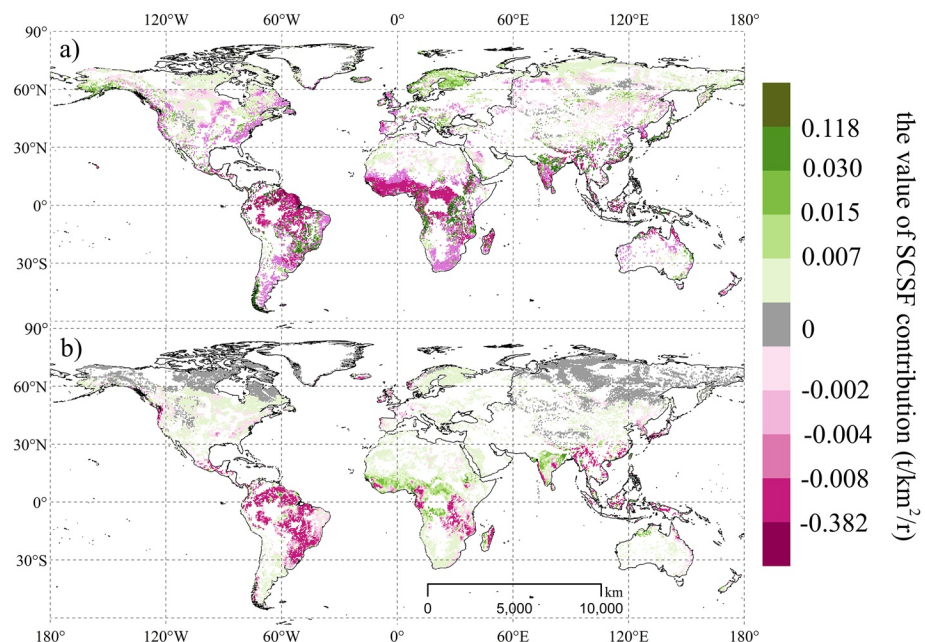 120°W 60°W 0° 60°E 120°E 180°
90°
a)
60°N
30°N
0°
30°S
90°
b)
60°N
30°N
0°
30°S
km
0 5,000 10,000
180° 120°W 60°W 0° 60°E 120°E 180°
0.118
0.030
0.015
0.007
0
-0.002
-0.004
-0.008
-0.382
the value of SCSF contribution (t/km²/r)